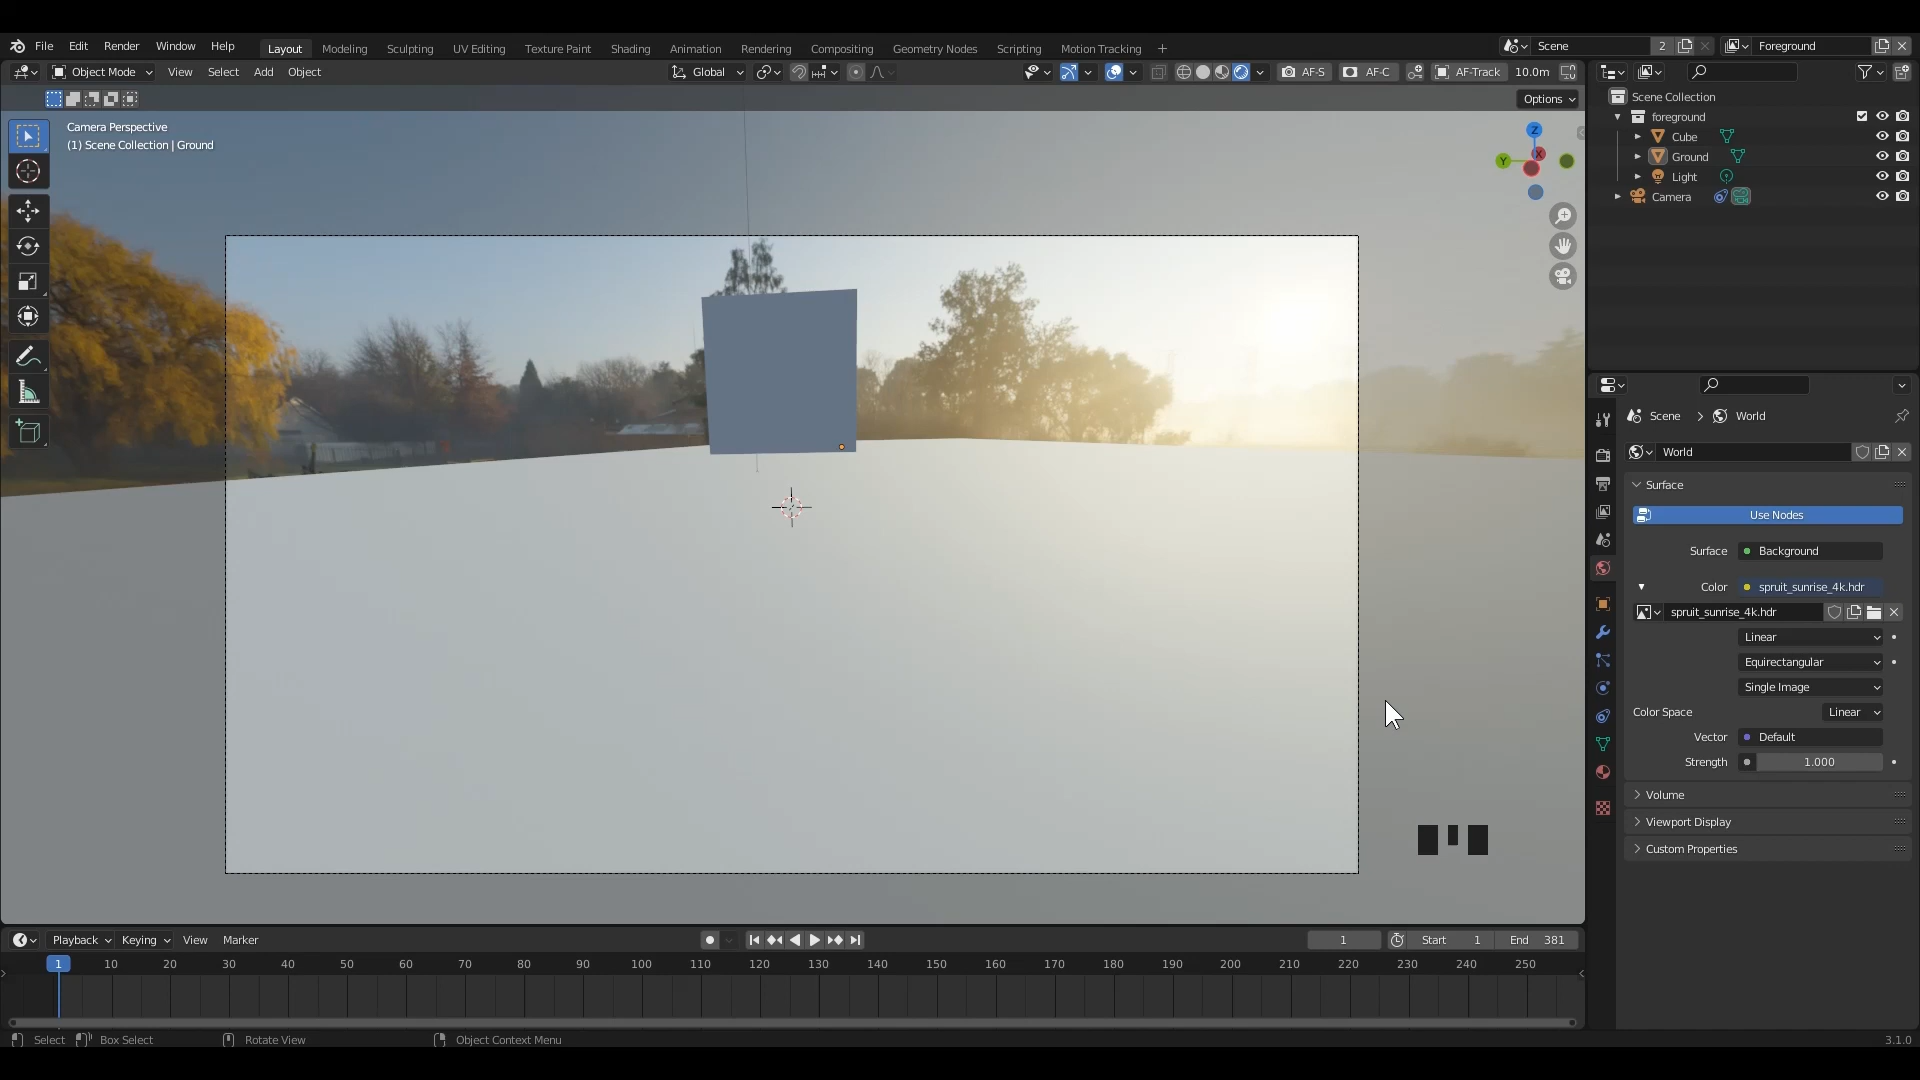 File Edit Render Window Help Layout Modeling Sculpting UV Editing Texture Paint Shading Animation Rendering Compositing Geometry Nodes Scripting Motion Tracking + Scene 2 Foreground
Object Mode View Select Add Object Global AF-S AF-C AF-Track 10.0m
Options
Camera Perspective
(1) Scene Collection | Ground
Z
Y
X
Scene Collection
foreground
Cube
Ground
Light
Camera
Scene > World
World
Surface
Use Nodes
Surface Background
Color spruit_sunrise_4k.hdr
spruit_sunrise_4k.hdr
Linear
Equirectangular
Single Image
Color Space Linear
Vector Default
Strength 1.000
Volume
Viewport Display
Custom Properties
Playback Keying View Marker 1 Start 1 End 381
1 10 20 30 40 50 60 70 80 90 100 110 120 130 140 150 160 170 180 190 200 210 220 230 240 250
Select Box Select Rotate View Object Context Menu 3.1.0